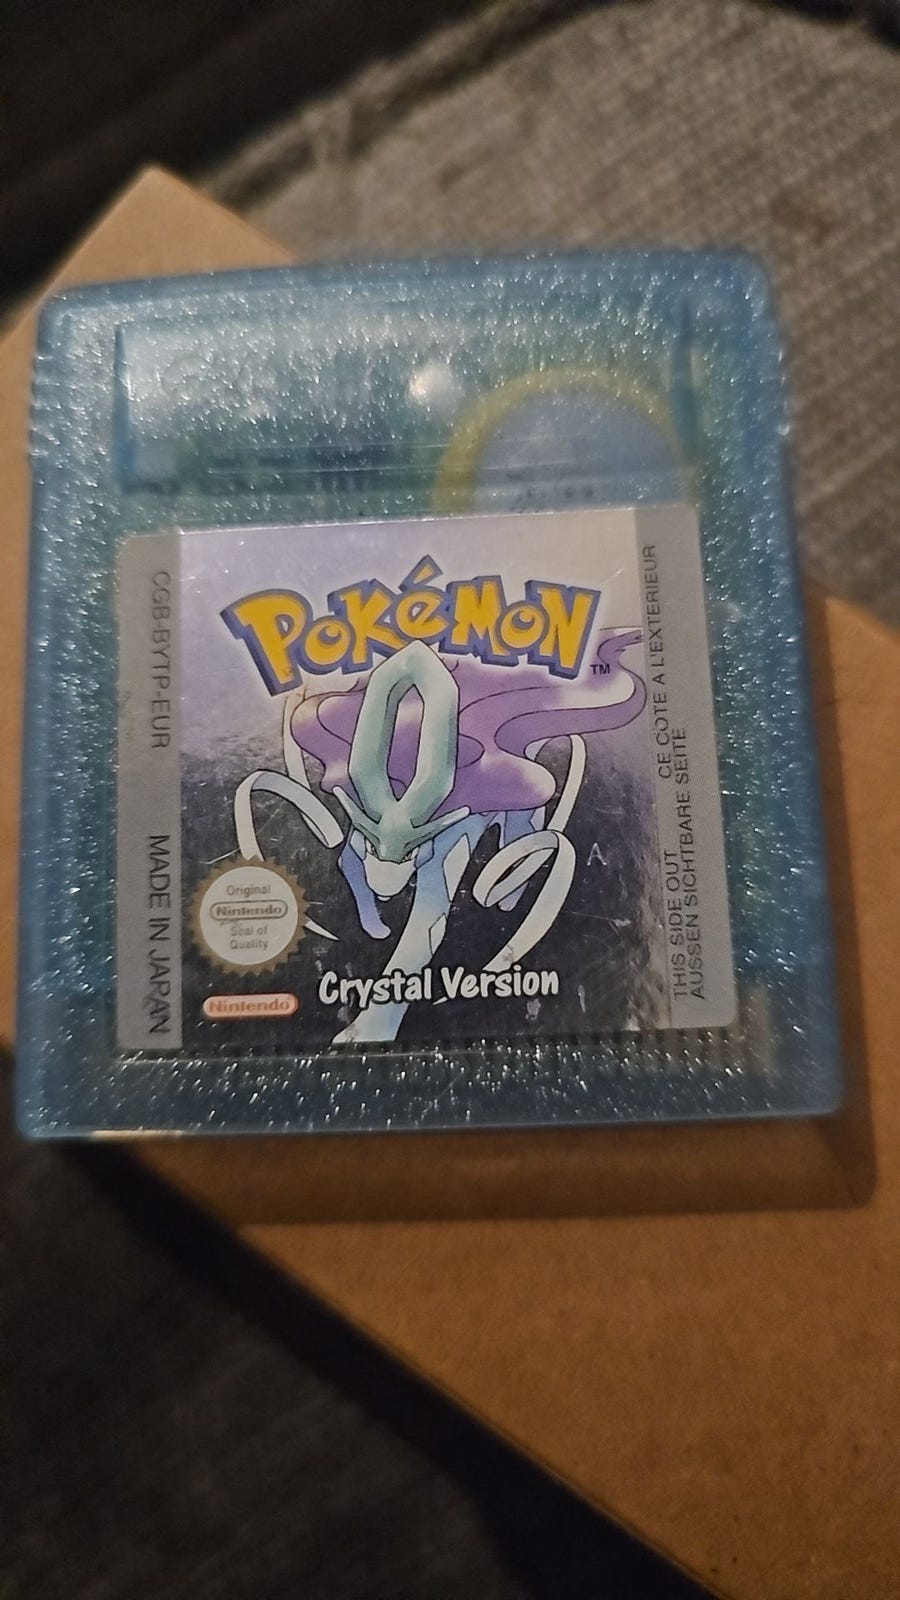 POKéMON
TM
CGB-BYTP-EUR
MADE IN JAPAN
CE COTE A L'EXTERIEUR
THIS SIDE OUT
AUSSEN SICHTBARE SEITE
A
Original
Nintendo
Seal of
Quality
Nintendo
Crystal Version